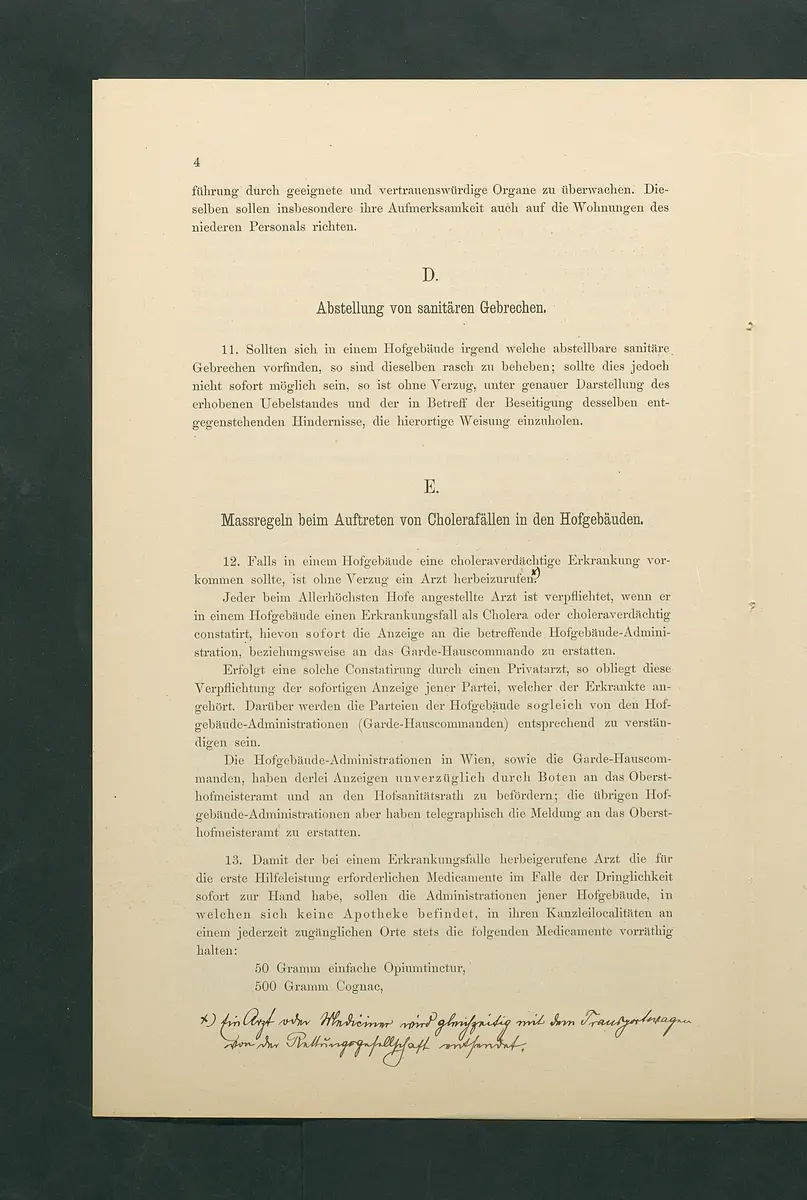 4
führung durch geeignete und vertrauenswürdige Organe zu überwachen. Die-
selben sollen insbesondere ihre Aufmerksamkeit auch auf die Wohnungen des
niederen Personals richten.
D.
Abstellung von sanitären Gebrechen.
11. Sollten sich in einem Hofgebäude irgend welche abstellbare sanitäre
Gebrechen vorfinden, so sind dieselben rasch zu beheben; sollte dies jedoch
nicht sofort möglich sein, so ist ohne Verzug, unter genauer Darstellung des
erhobenen Uebelstandes und der in Betreff der Beseitigung desselben ent-
gegenstehenden Hindernisse, die hierortige Weisung einzuholen.
E.
Massregeln beim Auftreten von Cholerafällen in den Hofgebäuden.
12. Falls in einem Hofgebäude eine choleraverdächtige Erkrankung vor-
kommen sollte, ist ohne Verzug ein Arzt herbeizurufen. x)
Jeder beim Allerhöchsten Hofe angestellte Arzt ist verpflichtet, wenn er
in einem Hofgebäude einen Erkrankungsfall als Cholera oder choleraverdächtig
constatirt, hievon sofort die Anzeige an die betreffende Hofgebäude-Admini-
stration, beziehungsweise an das Garde-Hauscommando zu erstatten.
Erfolgt eine solche Constatirung durch einen Privatarzt, so obliegt diese
Verpflichtung der sofortigen Anzeige jener Partei, welcher der Erkrankte an-
gehört. Darüber werden die Parteien der Hofgebäude sogleich von den Hof-
gebäude-Administrationen (Garde-Hauscommanden) entsprechend zu verstän-
digen sein.
Die Hofgebäude-Administrationen in Wien, sowie die Garde-Hauscom-
manden, haben derlei Anzeigen unverzüglich durch Boten an das Oberst-
hofmeisteramt und an den Hofsanitätsrath zu befördern; die übrigen Hof-
gebäude-Administrationen aber haben telegraphisch die Meldung an das Oberst-
hofmeisteramt zu erstatten.
13. Damit der bei einem Erkrankungsfalle herbeigerufene Arzt die für
die erste Hilfeleistung erforderlichen Medicamente im Falle der Dringlichkeit
sofort zur Hand habe, sollen die Administrationen jener Hofgebäude, in
welchen sich keine Apotheke befindet, in ihren Kanzleilocalitäten an
einem jederzeit zugänglichen Orte stets die folgenden Medicamente vorräthig
halten:
50 Gramm einfache Opiumtinctur,
500 Gramm Cognac,
x) Ein Arzt oder Mediciner wird gleichzeitig mit dem Transportwagen
von der Rettungsgesellschaft entsendet.